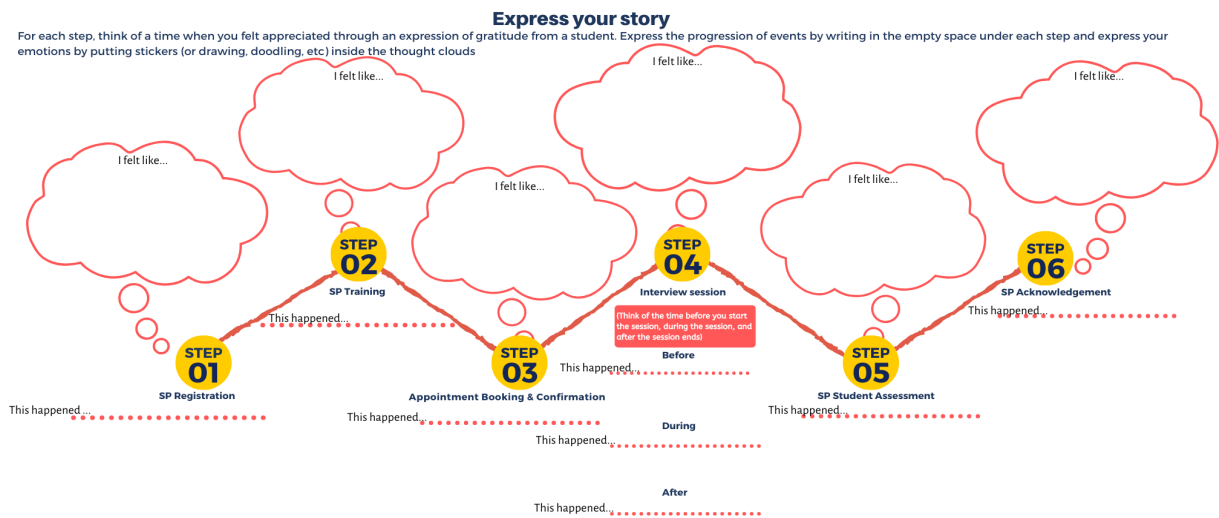 Express your story
For each step, think of a time when you felt appreciated through an expression of gratitude from a student. Express the progression of events by writing in the empty space under each step and express your
emotions by putting stickers (or drawing, doodling, etc) inside the thought clouds
I felt like...
STEP
01
SP Registration
This happened ...
I felt like...
STEP
02
SP Training
This happened...
I felt like...
STEP
03
Appointment Booking & Confirmation
This happened...
I felt like...
STEP
04
Interview session
(Think of the time before you start
the session, during the session, and
after the session ends)
Before
This happened...
During
This happened...
After
This happened...
I felt like...
STEP
05
SP Student Assessment
This happened...
I felt like...
STEP
06
SP Acknowledgement
This happened...